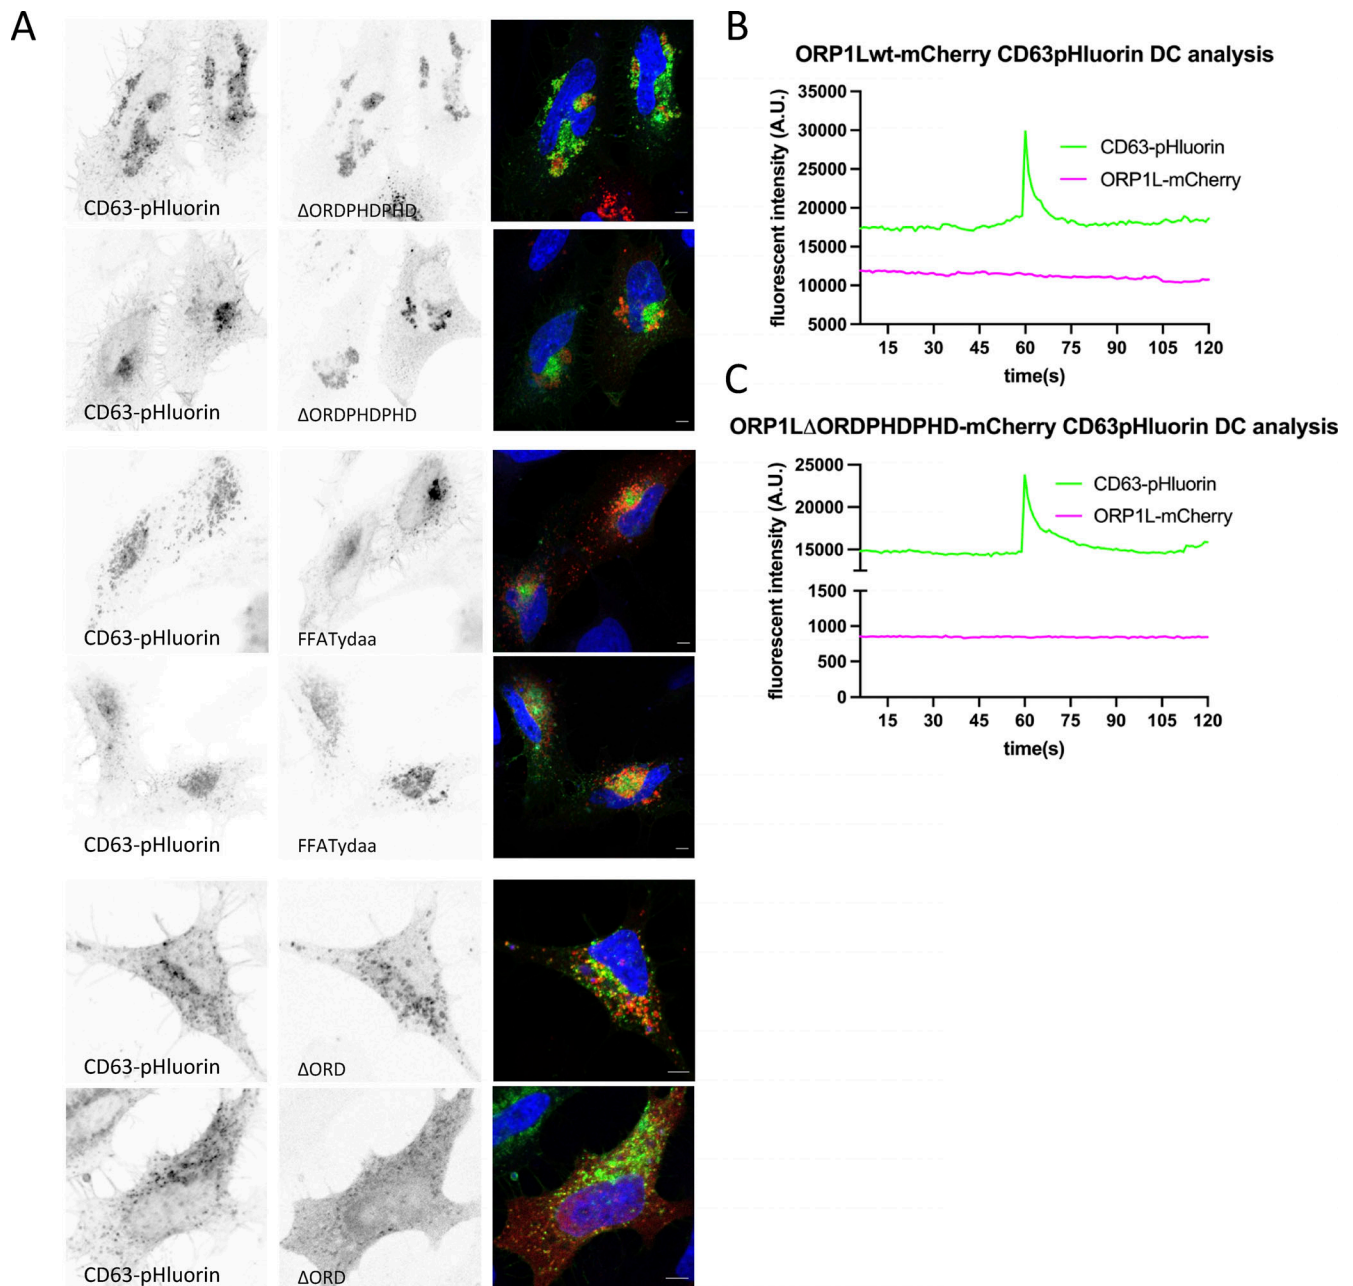 A
CD63-pHluorin
ΔORDPHDPHD
CD63-pHluorin
ΔORDPHDPHD
CD63-pHluorin
FFATydaa
CD63-pHluorin
FFATydaa
CD63-pHluorin
ΔORD
CD63-pHluorin
ΔORD
B
ORP1Lwt-mCherry CD63pHluorin DC analysis
fluorescent intensity (A.U.)
35000
30000
25000
20000
15000
10000
5000
CD63-pHluorin
ORP1L-mCherry
15 30 45 60 75 90 105 120
time(s)
C
ORP1LΔORDPHDPHD-mCherry CD63pHluorin DC analysis
fluorescent intensity (A.U.)
25000
20000
15000
1500
1000
500
0
CD63-pHluorin
ORP1L-mCherry
15 30 45 60 75 90 105 120
time(s)